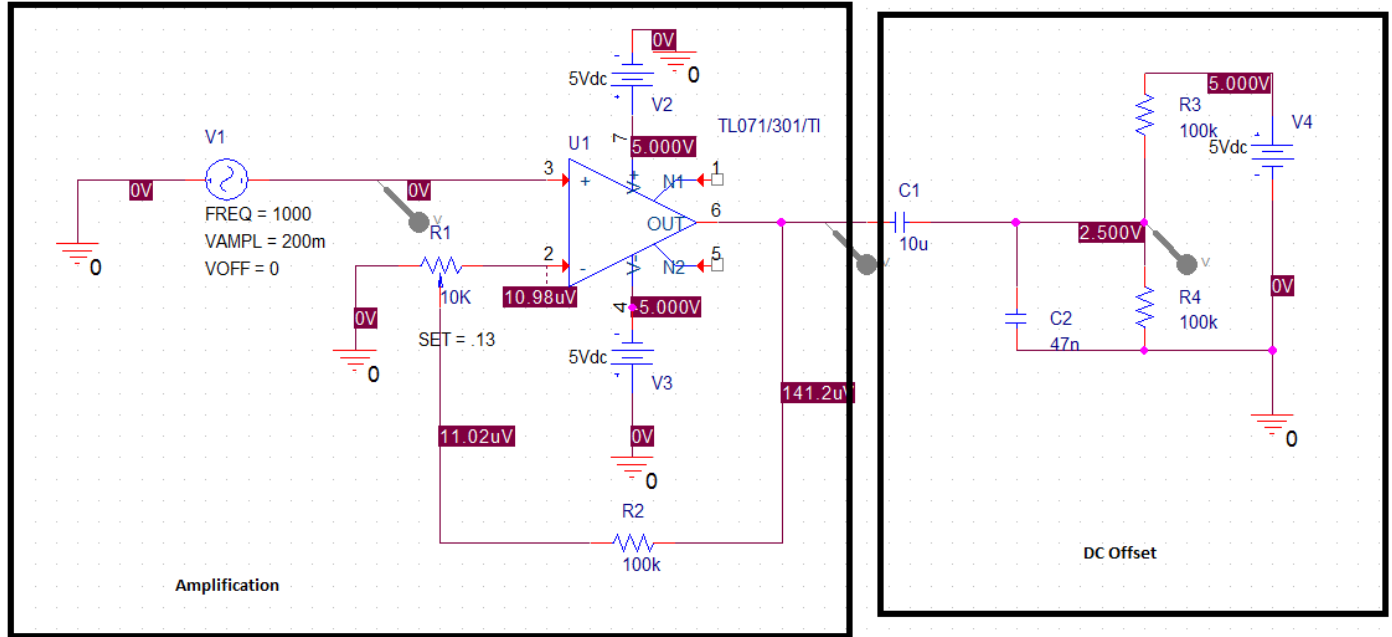 0V
0
5Vdc
V2
TL071/301/TI
V1
0V
0
FREQ = 1000
VAMPL = 200m
VOFF = 0
0V
V
R1
10K
SET = .13
0V
0
10.98uV
U1
3
+
2
-
7
5.000V
V+
N1
1
OUT
6
N2
5
V-
4
-5.000V
5Vdc
V3
0V
0
11.02uV
R2
100k
141.2uV
V
Amplification
C1
10u
2.500V
V
C2
47n
R3
100k
R4
100k
5.000V
V4
5Vdc
0V
0
DC Offset